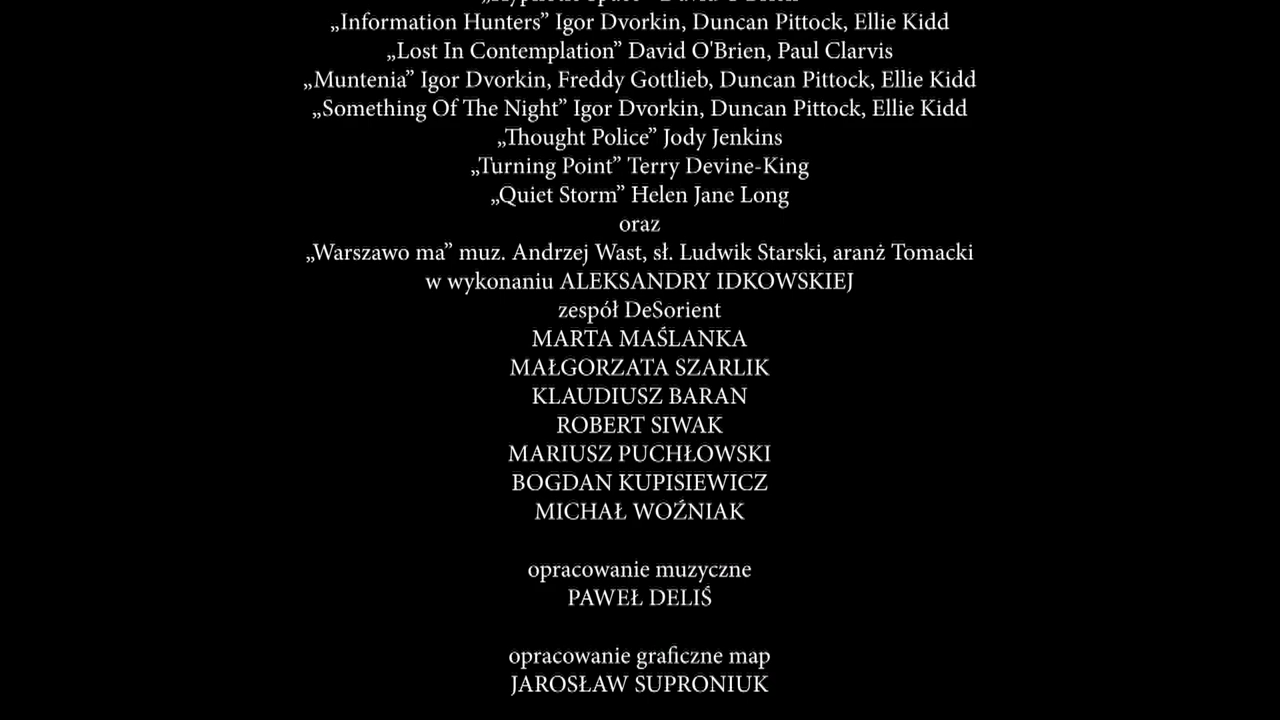 „Information Hunters” Igor Dvorkin, Duncan Pittock, Ellie Kidd
„Lost In Contemplation” David O'Brien, Paul Clarvis
„Muntenia” Igor Dvorkin, Freddy Gottlieb, Duncan Pittock, Ellie Kidd
„Something Of The Night” Igor Dvorkin, Duncan Pittock, Ellie Kidd
„Thought Police” Jody Jenkins
„Turning Point” Terry Devine-King
„Quiet Storm” Helen Jane Long
oraz
„Warszawo ma” muz. Andrzej Wast, sł. Ludwik Starski, aranż Tomacki
w wykonaniu ALEKSANDRY IDKOWSKIEJ
zespół DeSorient
MARTA MAŚLANKA
MAŁGORZATA SZARLIK
KLAUDIUSZ BARAN
ROBERT SIWAK
MARIUSZ PUCHŁOWSKI
BOGDAN KUPISIEWICZ
MICHAŁ WOŹNIAK
opracowanie muzyczne
PAWEŁ DELIŚ
opracowanie graficzne map
JAROSŁAW SUPRONIUK